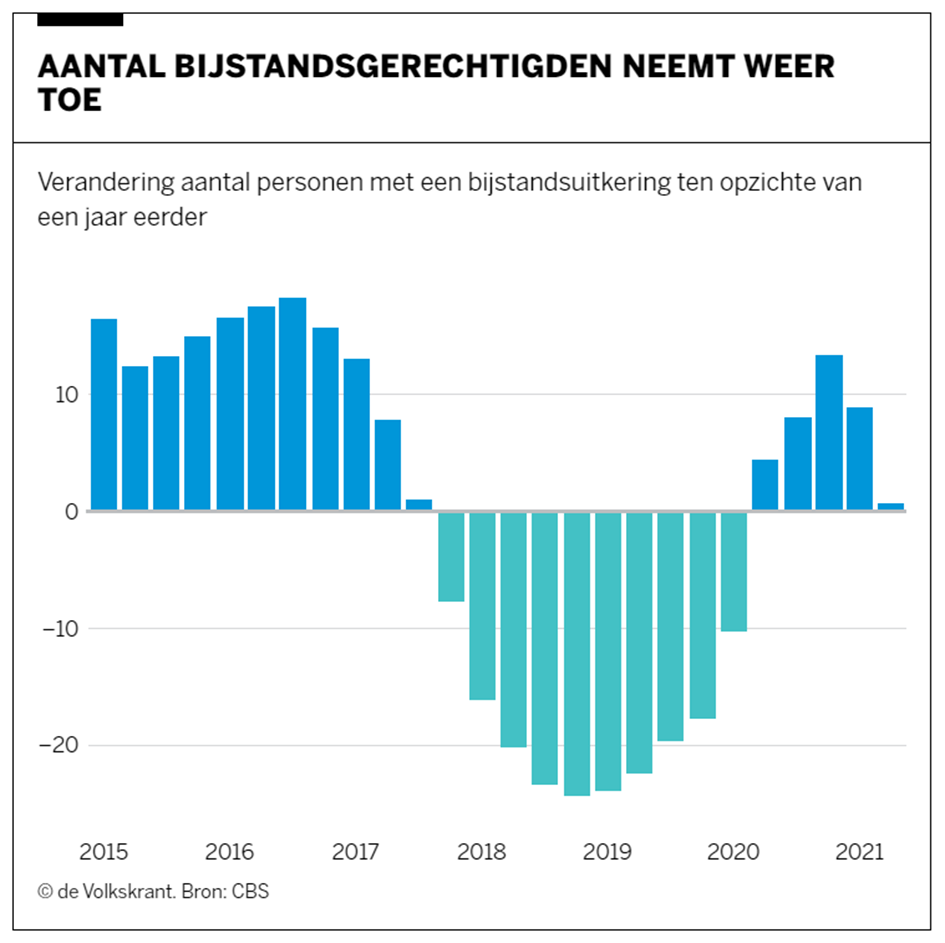 AANTAL BIJSTANDSGERECHTIGDEN NEEMT WEER
TOE
Verandering aantal personen met een bijstandsuitkering ten opzichte van
een jaar eerder
10
0
−10
−20
2015 2016 2017 2018 2019 2020 2021
© de Volkskrant. Bron: CBS